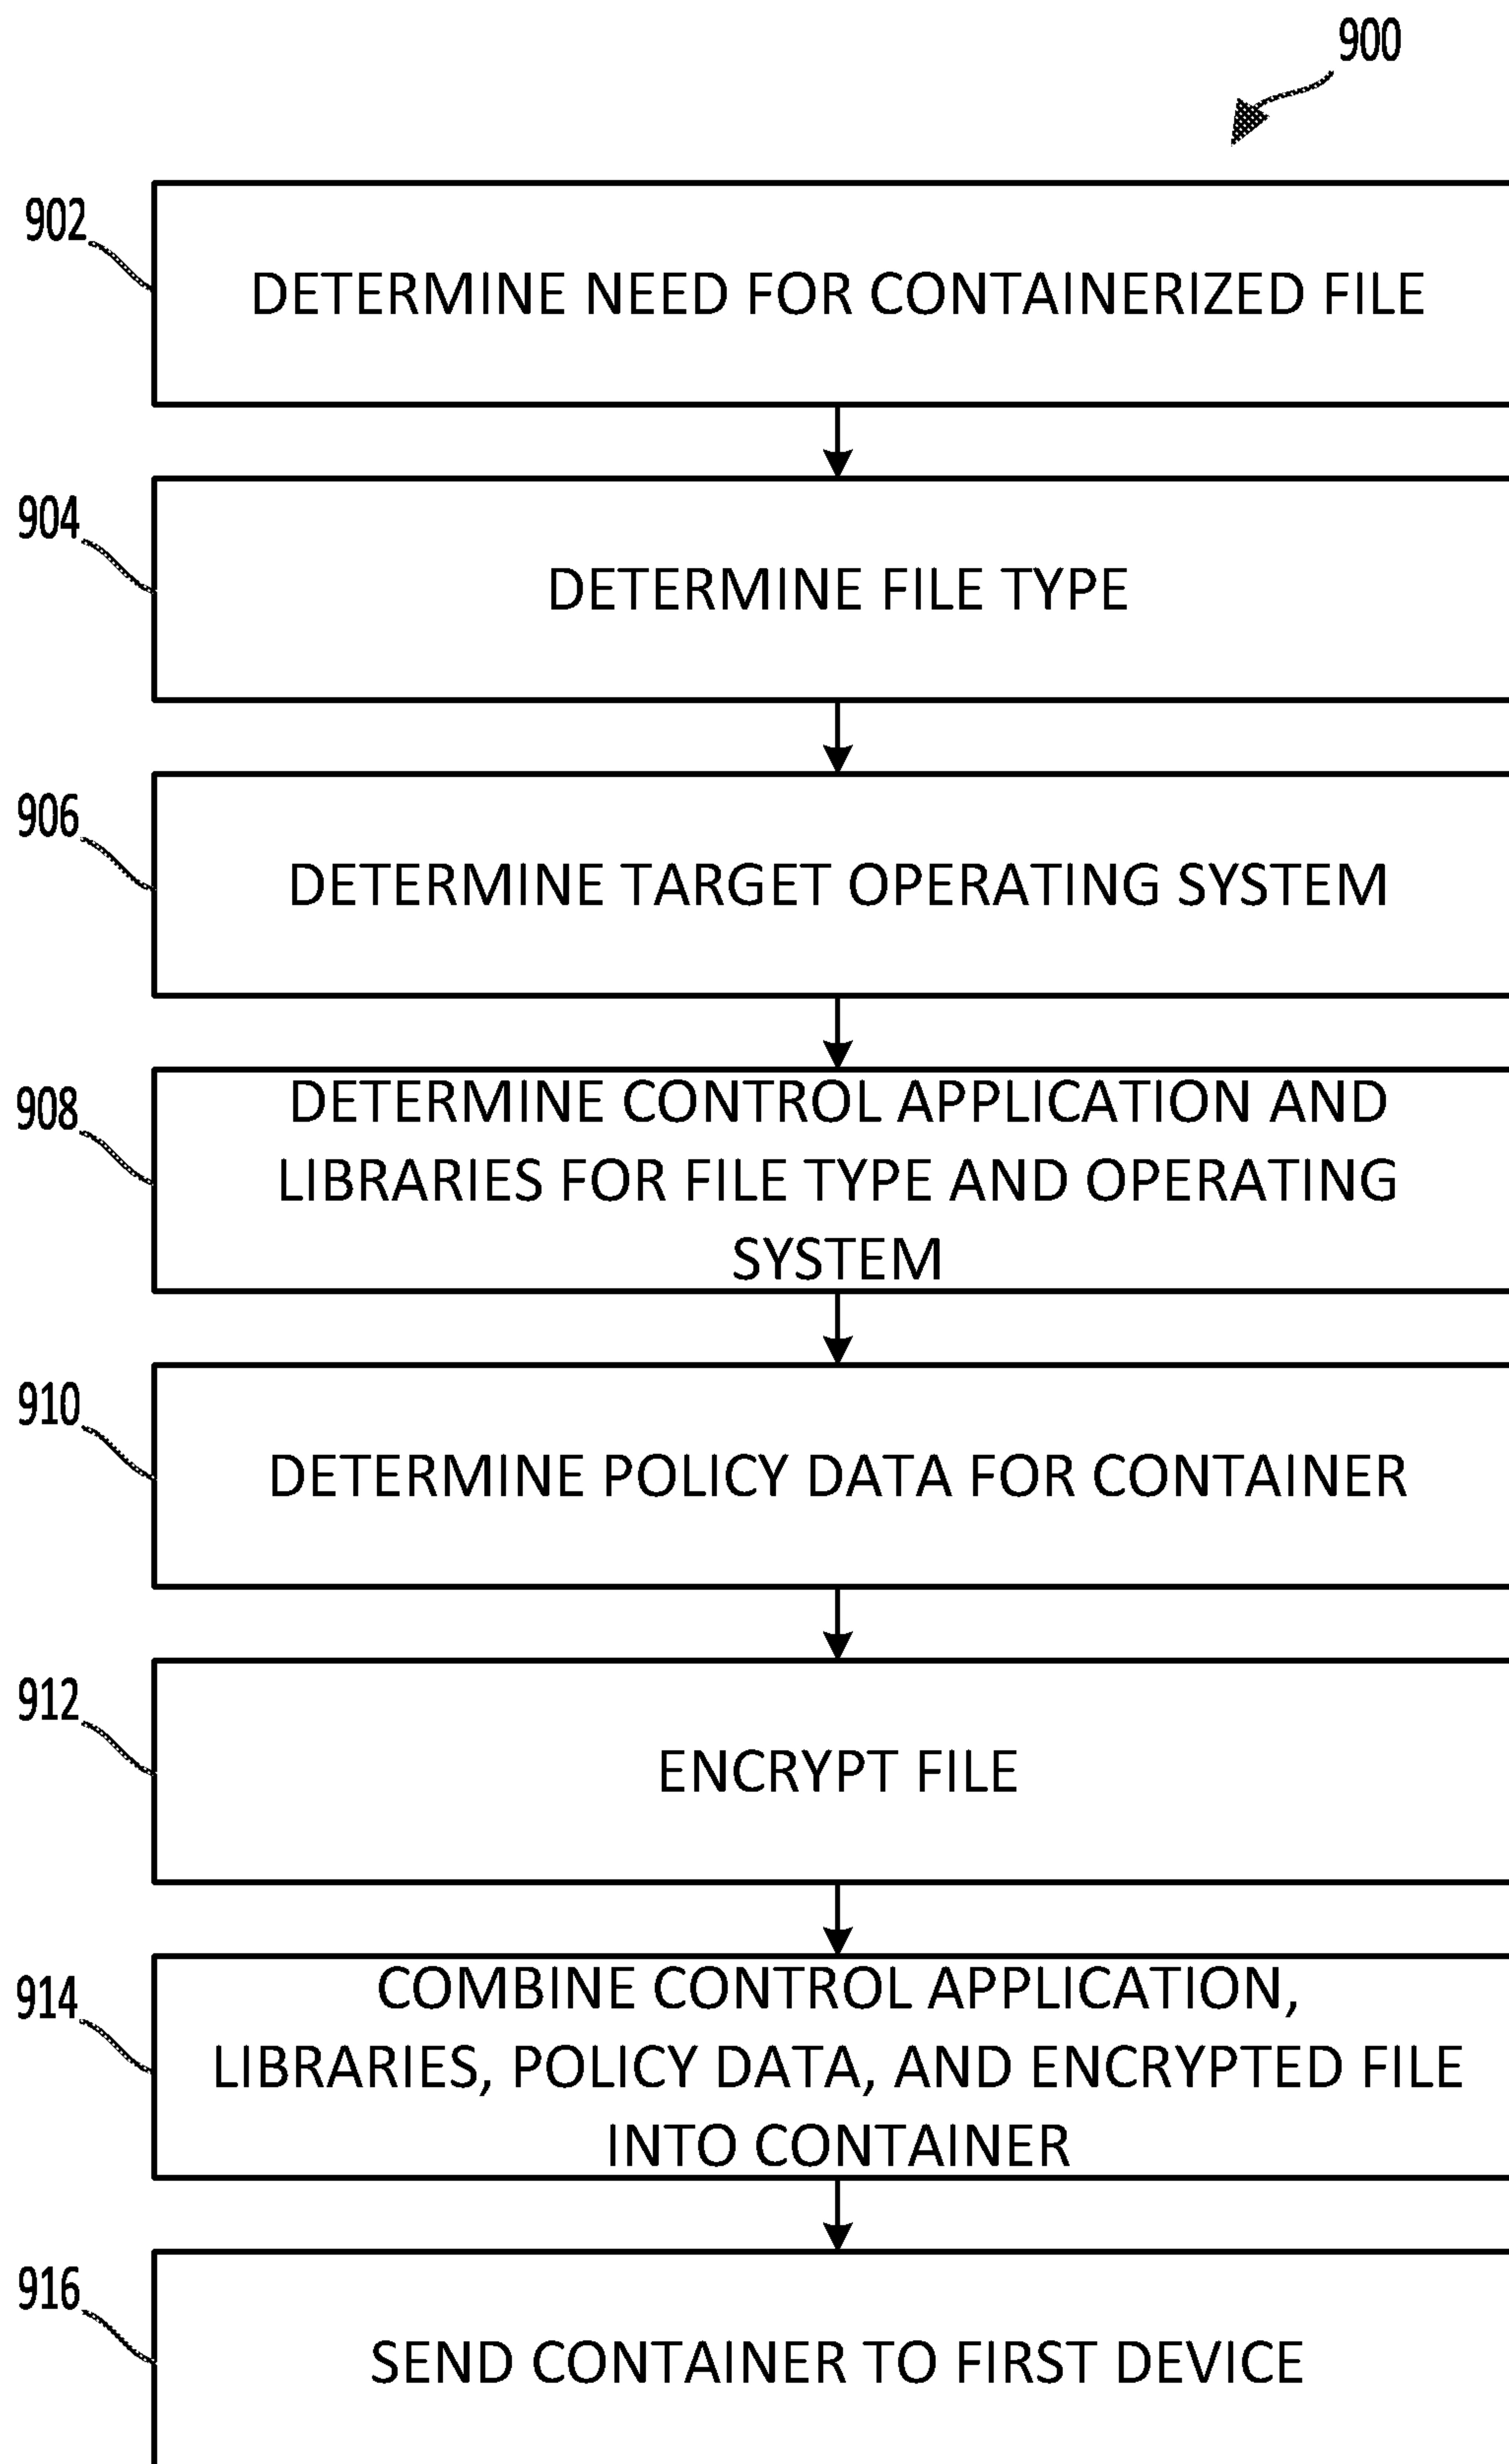 900
902
DETERMINE NEED FOR CONTAINERIZED FILE
904
DETERMINE FILE TYPE
906
DETERMINE TARGET OPERATING SYSTEM
908
DETERMINE CONTROL APPLICATION AND
LIBRARIES FOR FILE TYPE AND OPERATING
SYSTEM
910
DETERMINE POLICY DATA FOR CONTAINER
912
ENCRYPT FILE
914
COMBINE CONTROL APPLICATION,
LIBRARIES, POLICY DATA, AND ENCRYPTED FILE
INTO CONTAINER
916
SEND CONTAINER TO FIRST DEVICE